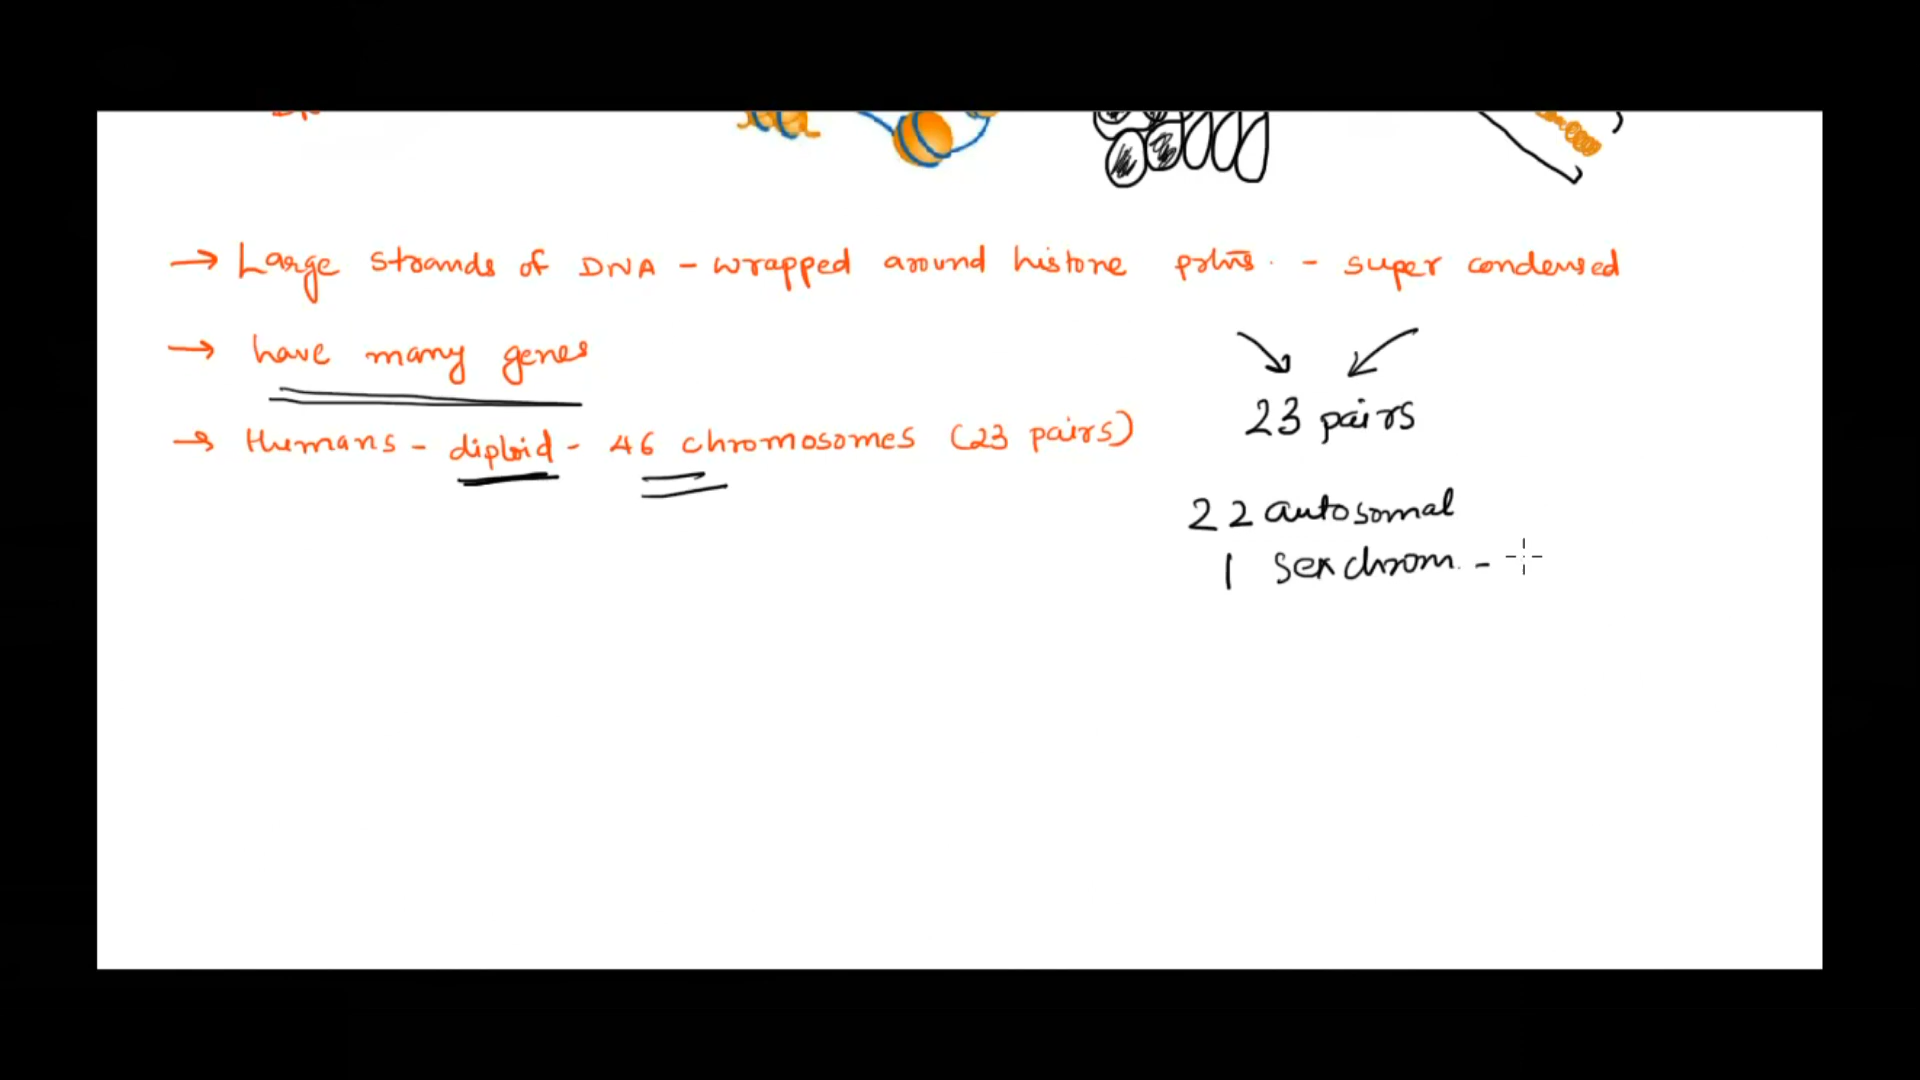 → Large strands of DNA - wrapped around histone - super condensed
→ have many genes
23 pairs
→ Humans - diploid - 46 chromosomes (23 pairs)
22 autosomal
1 sex chrom. -